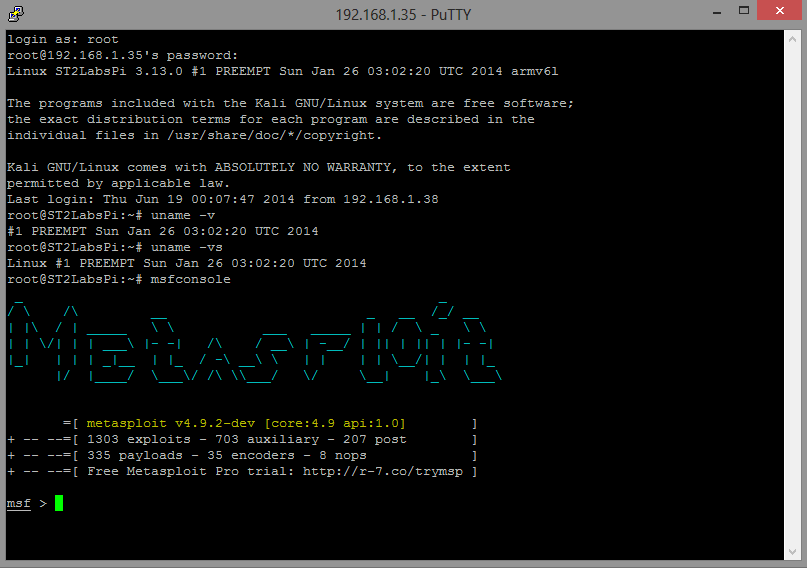 192.168.1.35 - PuTTY
login as: root
root@192.168.1.35's password:
Linux ST2LabsPi 3.13.0 #1 PREEMPT Sun Jan 26 03:02:20 UTC 2014 armv6l
The programs included with the Kali GNU/Linux system are free software;
the exact distribution terms for each program are described in the
individual files in /usr/share/doc/*/copyright.
Kali GNU/Linux comes with ABSOLUTELY NO WARRANTY, to the extent
permitted by applicable law.
Last login: Thu Jun 19 00:07:47 2014 from 192.168.1.38
root@ST2LabsPi:~# uname -v
#1 PREEMPT Sun Jan 26 03:02:20 UTC 2014
root@ST2LabsPi:~# uname -vs
Linux #1 PREEMPT Sun Jan 26 03:02:20 UTC 2014
root@ST2LabsPi:~# msfconsole
Metasploit
=[ metasploit v4.9.2-dev [core:4.9 api:1.0] ]
+ -- --=[ 1303 exploits - 703 auxiliary - 207 post ]
+ -- --=[ 335 payloads - 35 encoders - 8 nops ]
+ -- --=[ Free Metasploit Pro trial: http://r-7.co/trymsp ]
msf >